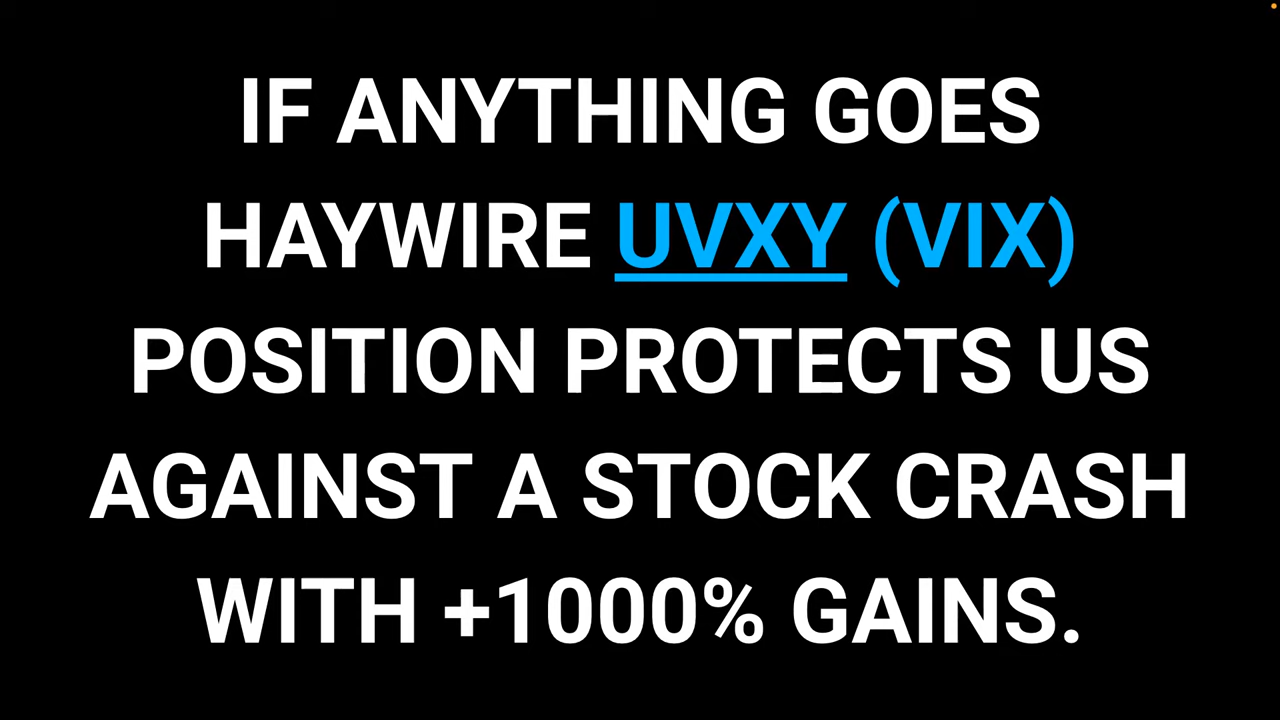 IF ANYTHING GOES
HAYWIRE UVXY (VIX)
POSITION PROTECTS US
AGAINST A STOCK CRASH
WITH +1000% GAINS.